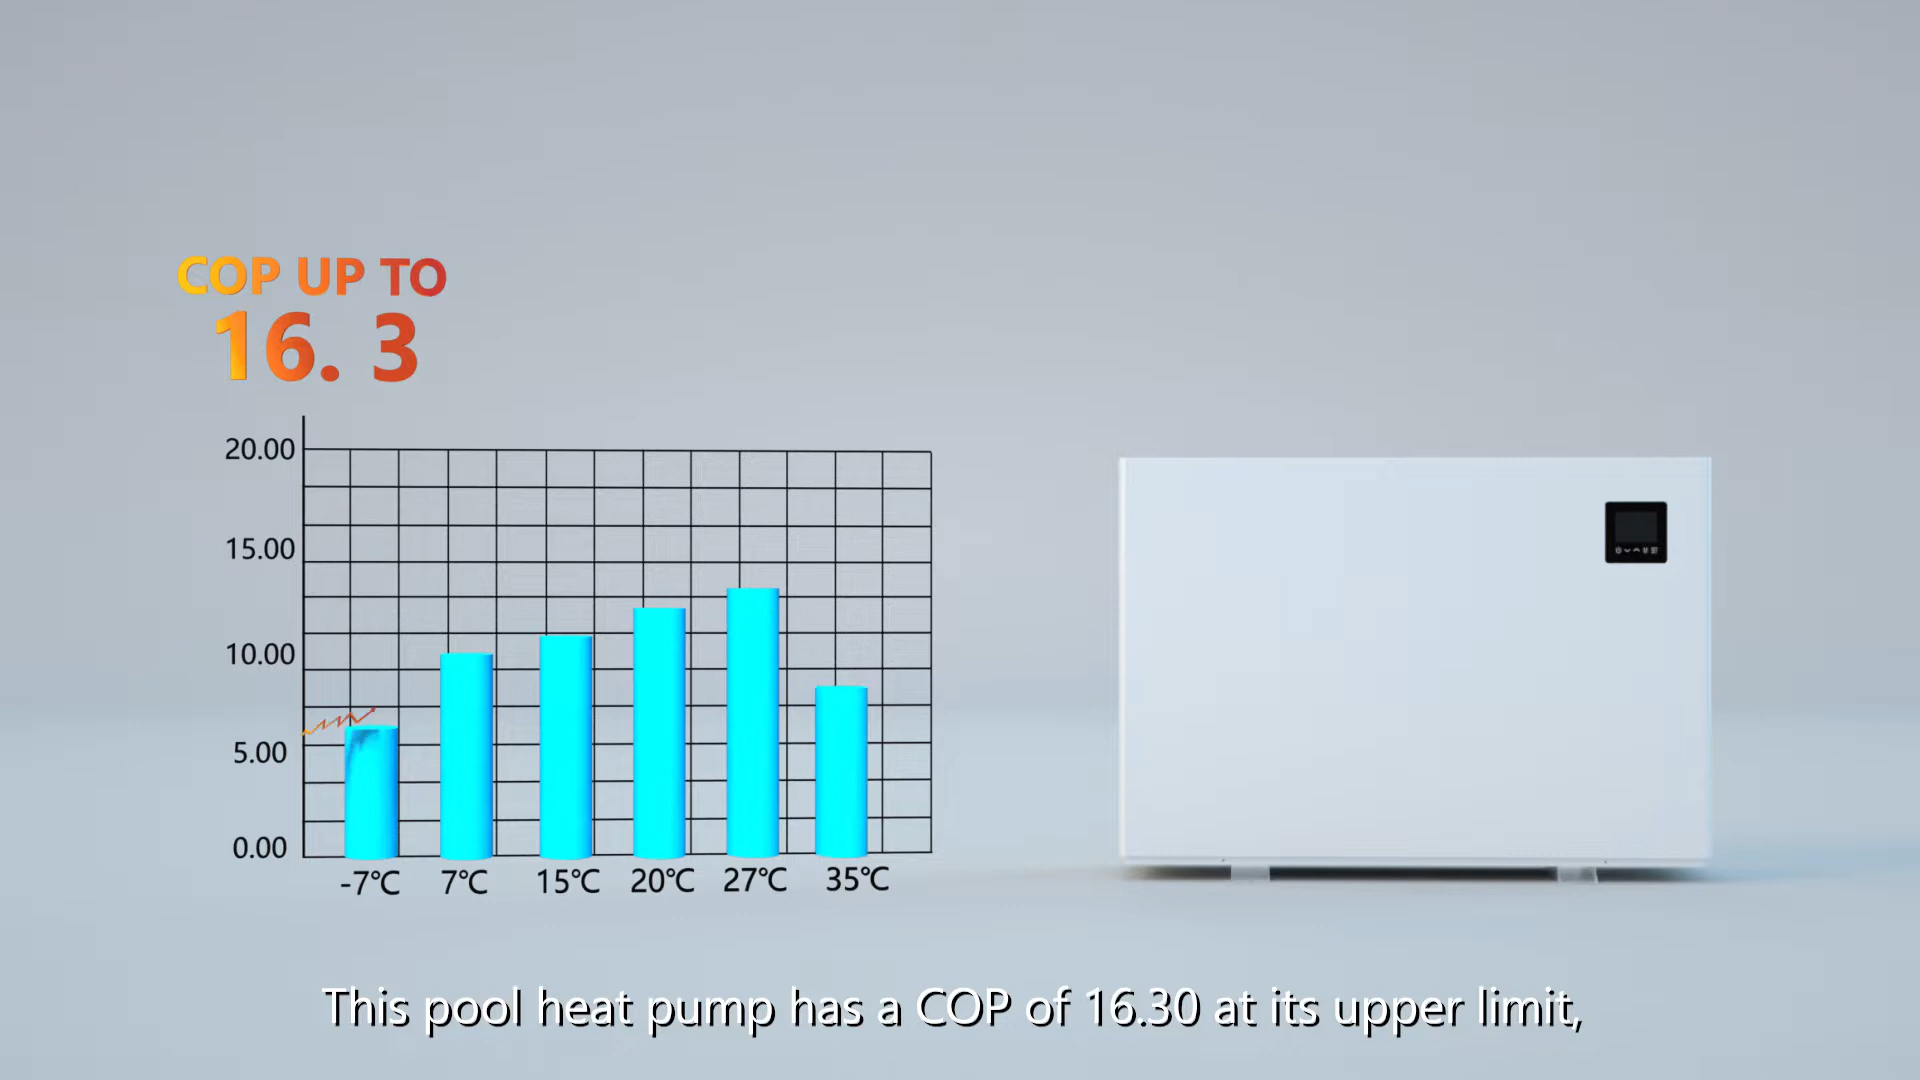 COP UP TO
16. 3
20.00
15.00
10.00
5.00
0.00
-7℃ 7℃ 15℃ 20℃ 27℃ 35℃
This pool heat pump has a COP of 16.30 at its upper limit,